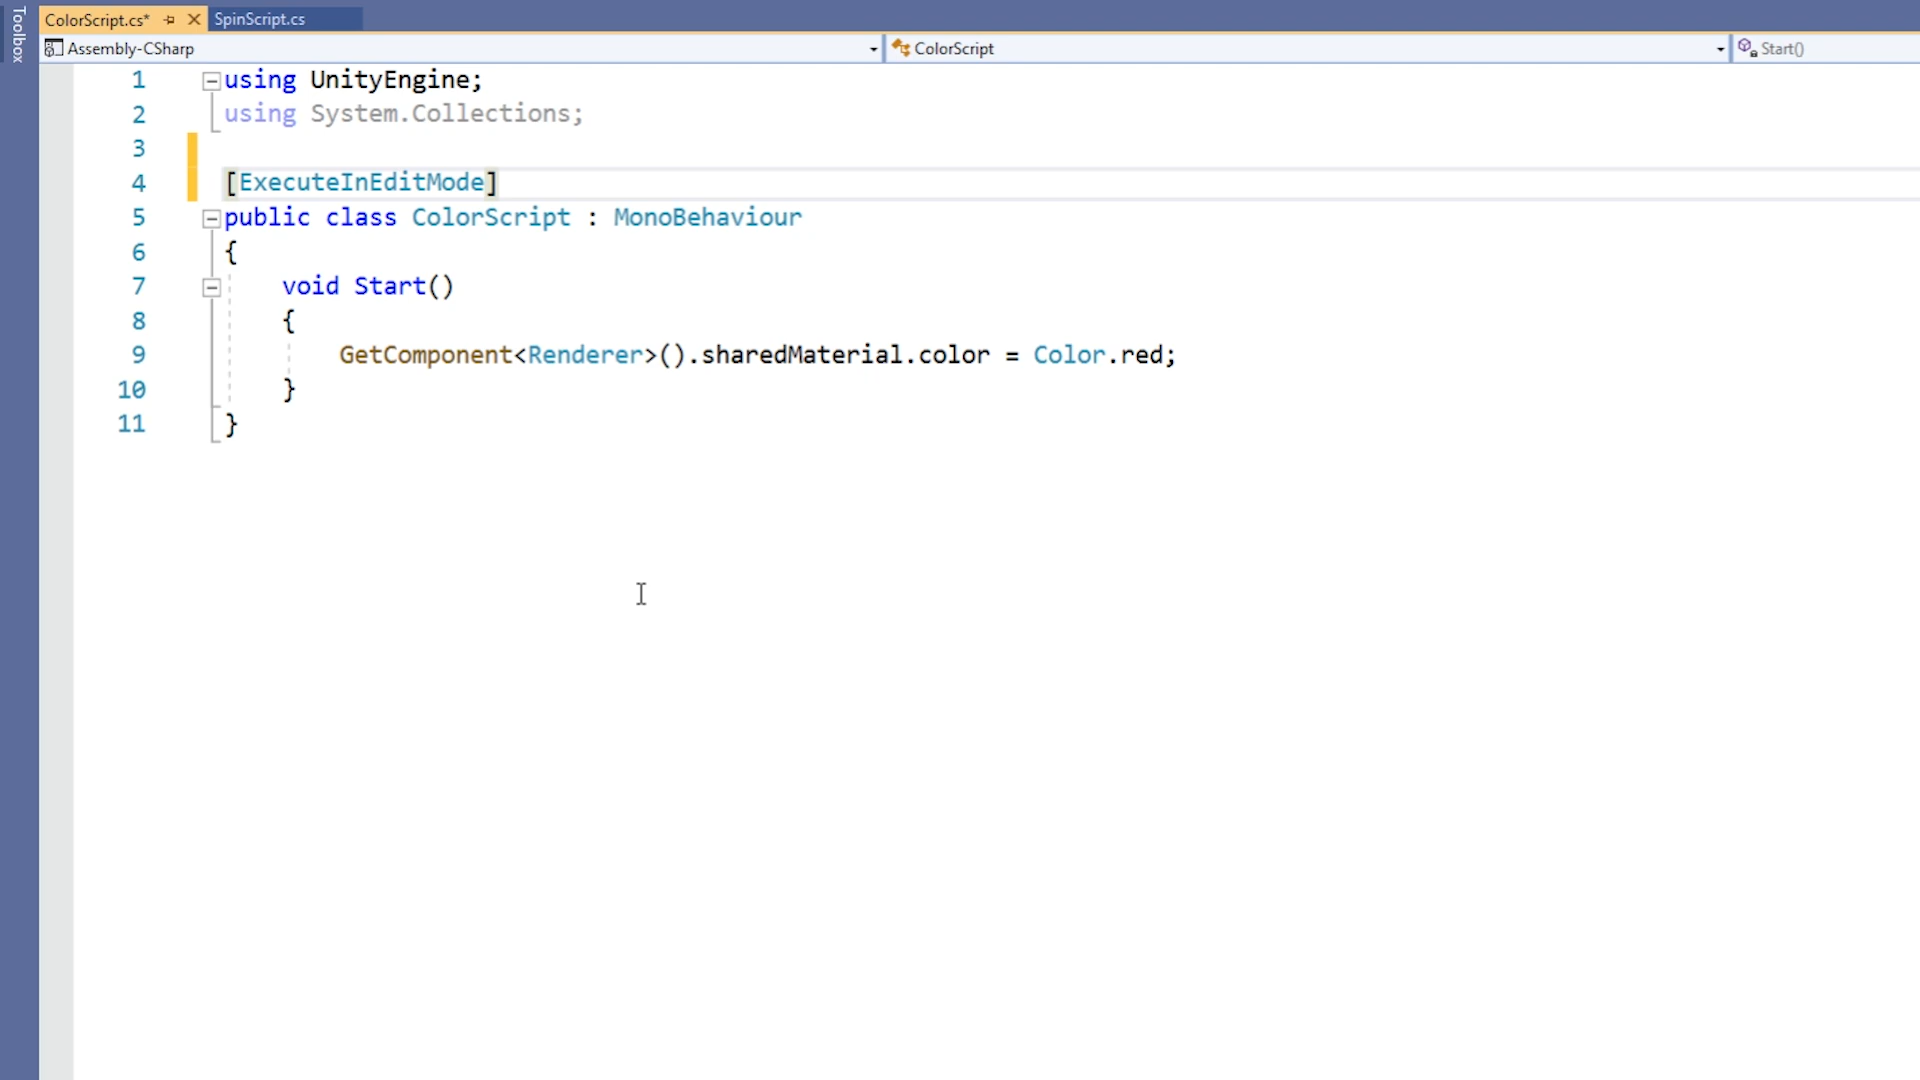 Toolbox
ColorScript.cs*
SpinScript.cs
Assembly-CSharp
ColorScript
Start()
1 using UnityEngine;
2 using System.Collections;
3
4 [ExecuteInEditMode]
5 public class ColorScript : MonoBehaviour
6 {
7 void Start()
8 {
9 GetComponent<Renderer>().sharedMaterial.color = Color.red;
10 }
11 }